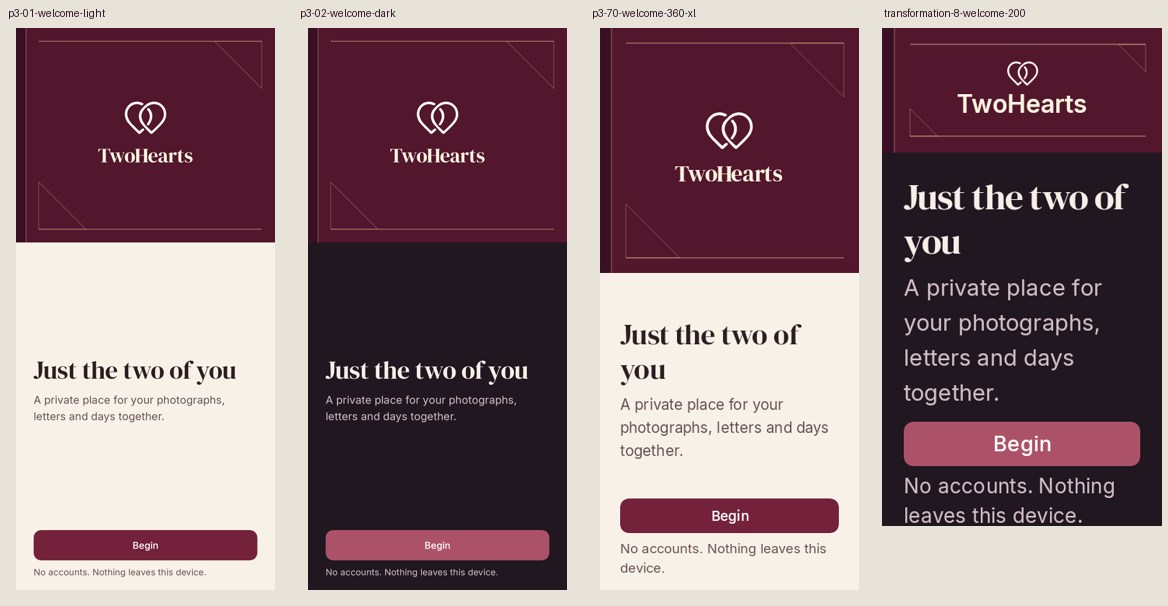 p3-01-welcome-light
TwoHearts
Just the two of you
A private place for your photographs,
letters and days together.
Begin
No accounts. Nothing leaves this device.
p3-02-welcome-dark
TwoHearts
Just the two of you
A private place for your photographs,
letters and days together.
Begin
No accounts. Nothing leaves this device.
p3-70-welcome-360-xl
TwoHearts
Just the two of
you
A private place for your
photographs, letters and days
together.
Begin
No accounts. Nothing leaves this
device.
transformation-8-welcome-200
TwoHearts
Just the two of
you
A private place for
your photographs,
letters and days
together.
Begin
No accounts. Nothing
leaves this device.